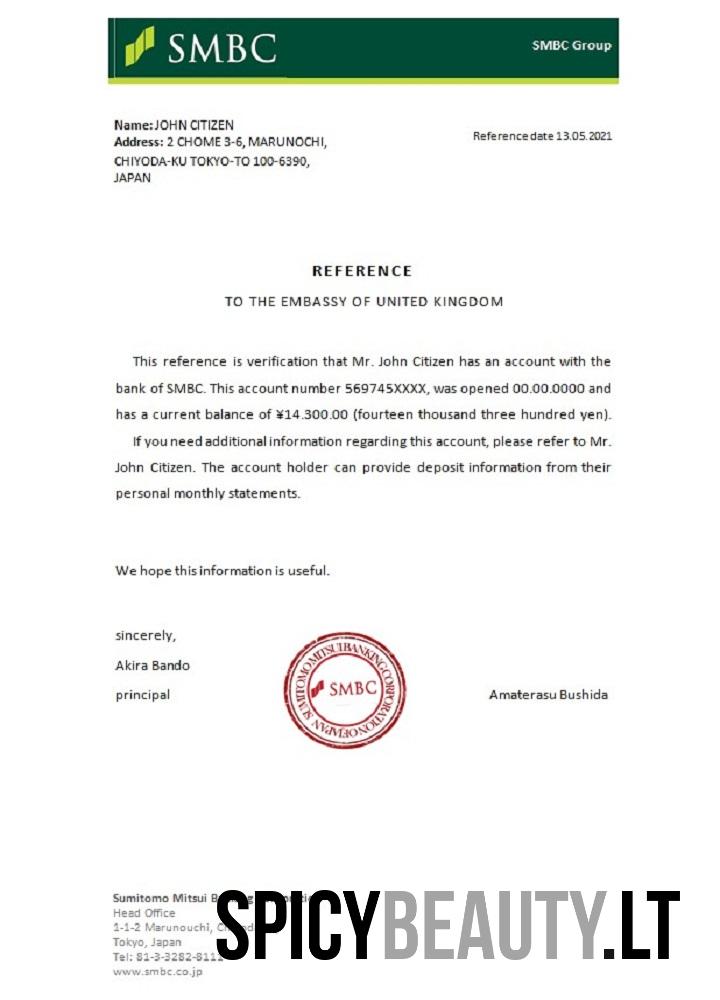 SMBC
SMBC Group
Name: JOHN CITIZEN
Reference date 13.05.2021
Address: 2 CHOME 3-6, MARUNOCHI,
CHIYODA-KU TOKYO-TO 100-6390,
JAPAN
REFERENCE
TO THE EMBASSY OF UNITED KINGDOM
This reference is verification that Mr. John Citizen has an account with the
bank of SMBC. This account number 569745XXXX, was opened 00.00.0000 and
has a current balance of ¥14.300.00 (fourteen thousand three hundred yen).
If you need additional information regarding this account, please refer to Mr.
John Citizen. The account holder can provide deposit information from their
personal monthly statements.
We hope this information is useful.
sincerely,
Akira Bando
principal
SUMITOMO MITSUI BANKING CORPORATION OF JAPAN
SMBC
Amaterasu Bushida
Sumitomo Mitsui
Head Office
1-1-2 Marunouchi,
Tokyo, Japan
Tel: 81-3-3282-8111
www.smbc.co.jp
SPICYBEAUTY.LT